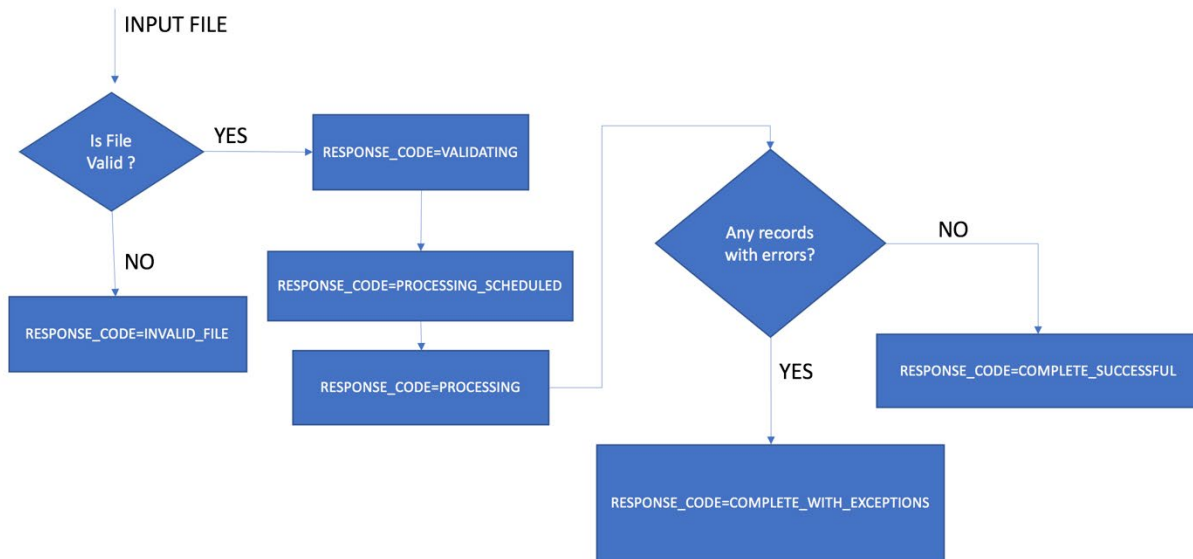 INPUT FILE
Is File
Valid ?
YES
RESPONSE_CODE=VALIDATING
NO
RESPONSE_CODE=INVALID_FILE
RESPONSE_CODE=PROCESSING_SCHEDULED
RESPONSE_CODE=PROCESSING
Any records
with errors?
NO
RESPONSE_CODE=COMPLETE_SUCCESSFUL
YES
RESPONSE_CODE=COMPLETE_WITH_EXCEPTIONS